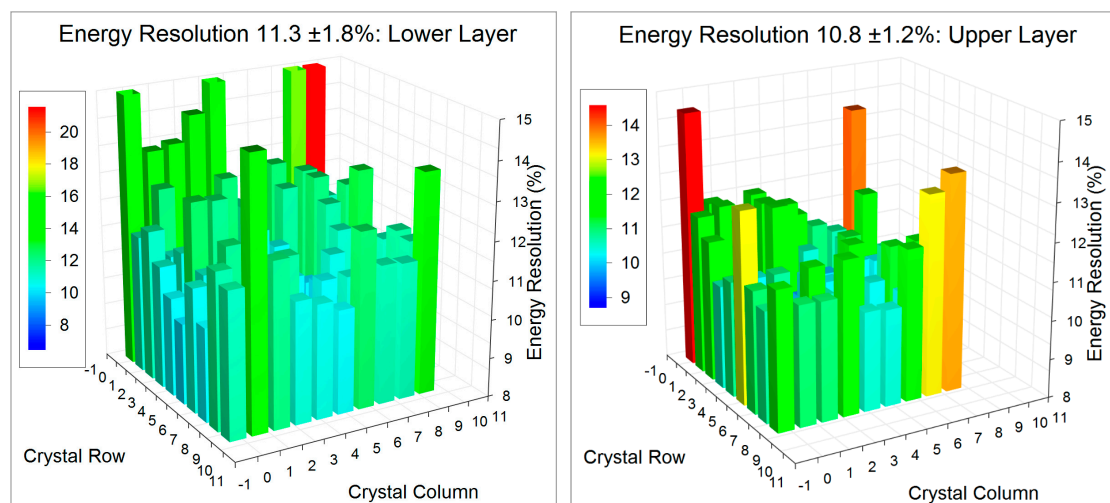 Energy Resolution 11.3 ±1.8%: Lower Layer
20
18
16
14
12
10
8
15
14
13
12
11
10
9
8
Energy Resolution (%)
-1 0 1 2 3 4 5 6 7 8 9 10 11
Crystal Row
-1 0 1 2 3 4 5 6 7 8 9 10 11
Crystal Column
Energy Resolution 10.8 ±1.2%: Upper Layer
14
13
12
11
10
9
15
14
13
12
11
10
9
8
Energy Resolution (%)
-1 0 1 2 3 4 5 6 7 8 9 10 11
Crystal Row
-1 0 1 2 3 4 5 6 7 8 9 10 11
Crystal Column